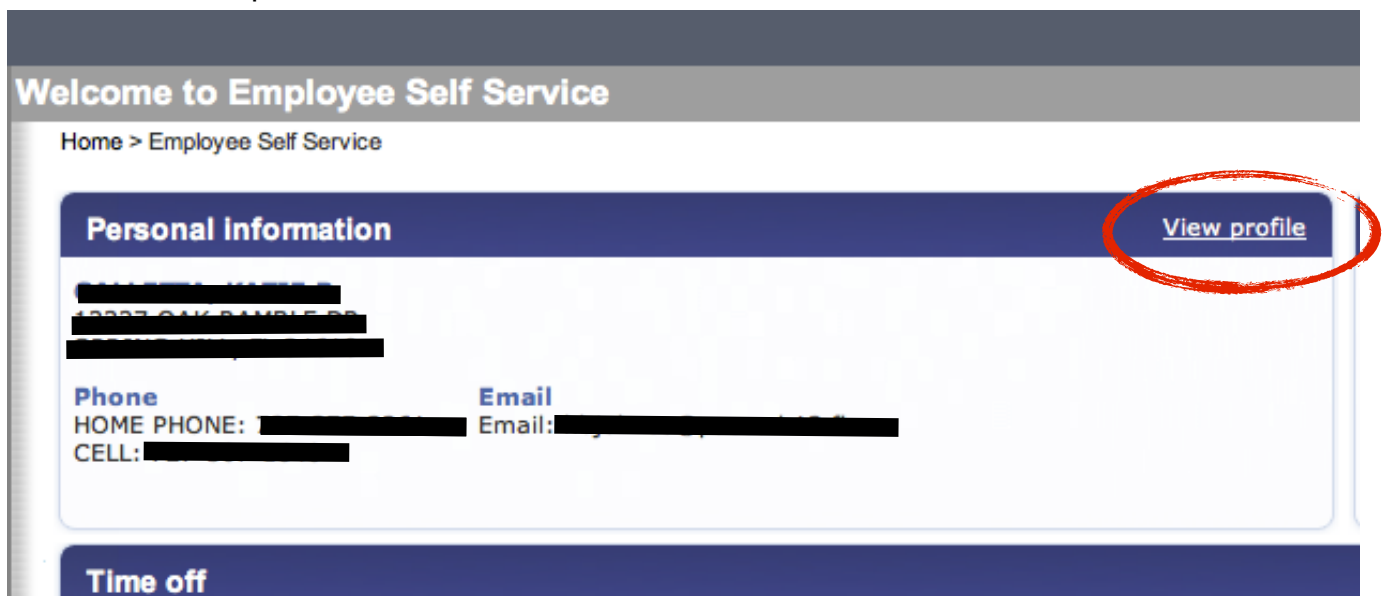 Welcome to Employee Self Service
Home > Employee Self Service
Personal information
View profile
Phone
Email
HOME PHONE:
Email:
CELL:
Time off